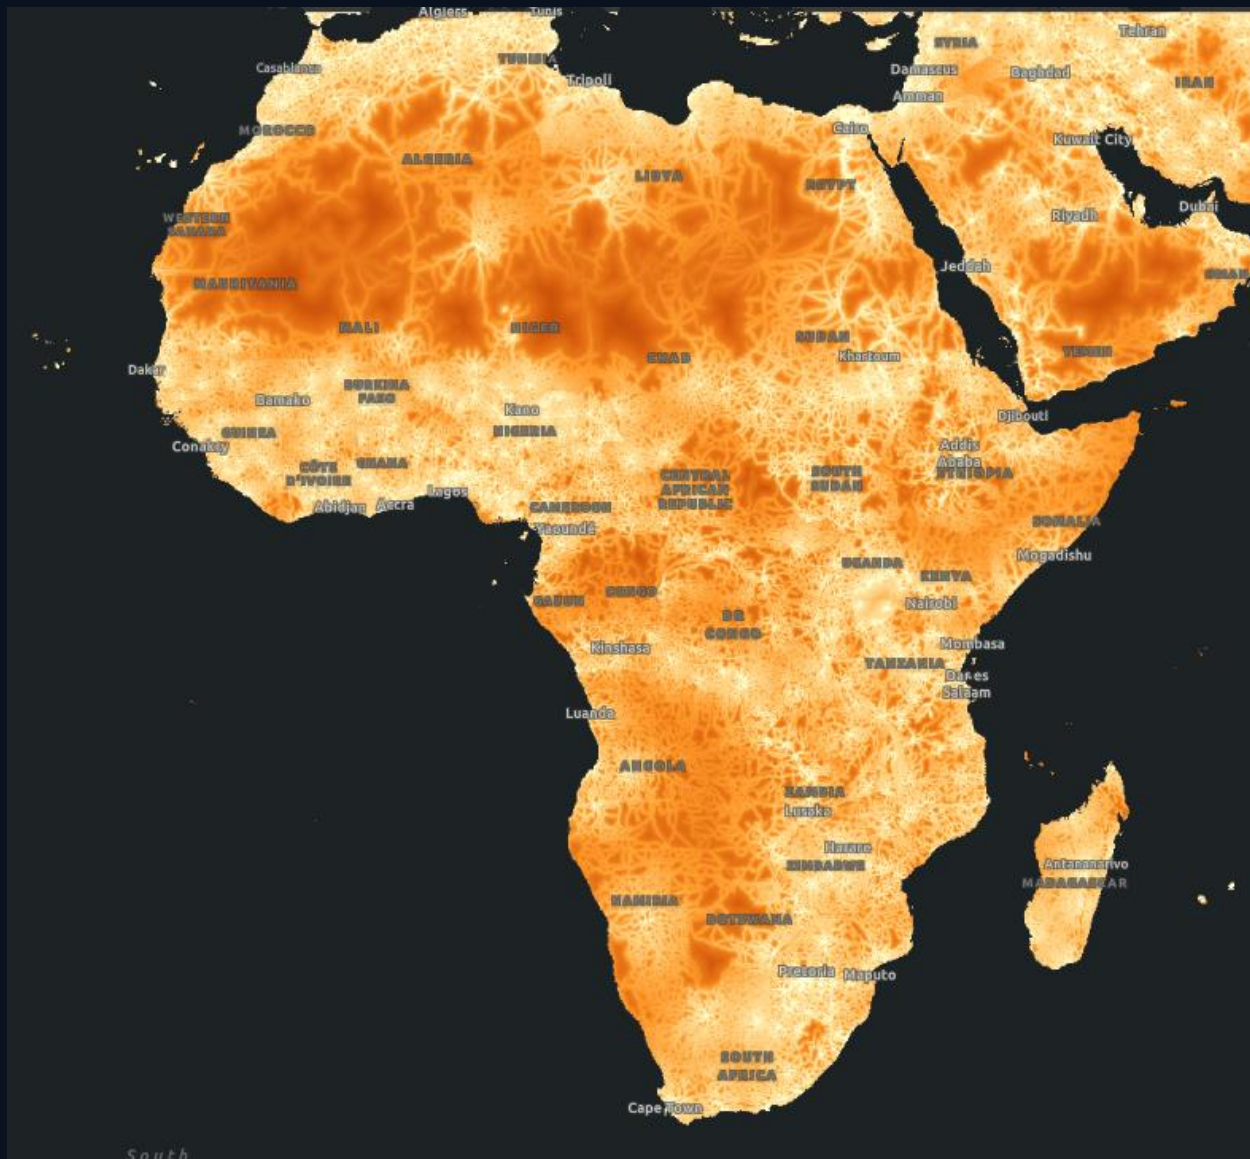 Algiers
Tunis
Tehran
SYRIA
TUNISIA
Casablanca
Damascus
Baghdad
Tripoli
IRAN
Amman
MOROCCO
Cairo
Kuwait City
ALGERIA
LIBYA
EGYPT
Dubai
WESTERN
SAHARA
Riyadh
Jeddah
OMAN
MAURITANIA
MALI
NIGER
SUDAN
CHAD
Khartoum
YEMEN
Dakar
BURKINA
FASO
Bamako
Kano
Djibouti
GUINEA
NIGERIA
Conakry
Addis
Ababa
GHANA
CÔTE
D'IVOIRE
CENTRAL
AFRICAN
REPUBLIC
SOUTH
SUDAN
ETHIOPIA
Lagos
Abidjan
Accra
CAMEROON
Yaoundé
SOMALIA
Mogadishu
UGANDA
KENYA
GABON
CONGO
Nairobi
DR
CONGO
Kinshasa
Mombasa
TANZANIA
Dar es
Salaam
Luanda
ANGOLA
ZAMBIA
Lusaka
Harare
ZIMBABWE
Antananarivo
MADAGASCAR
NAMIBIA
BOTSWANA
Pretoria
Maputo
SOUTH
AFRICA
Cape Town
South